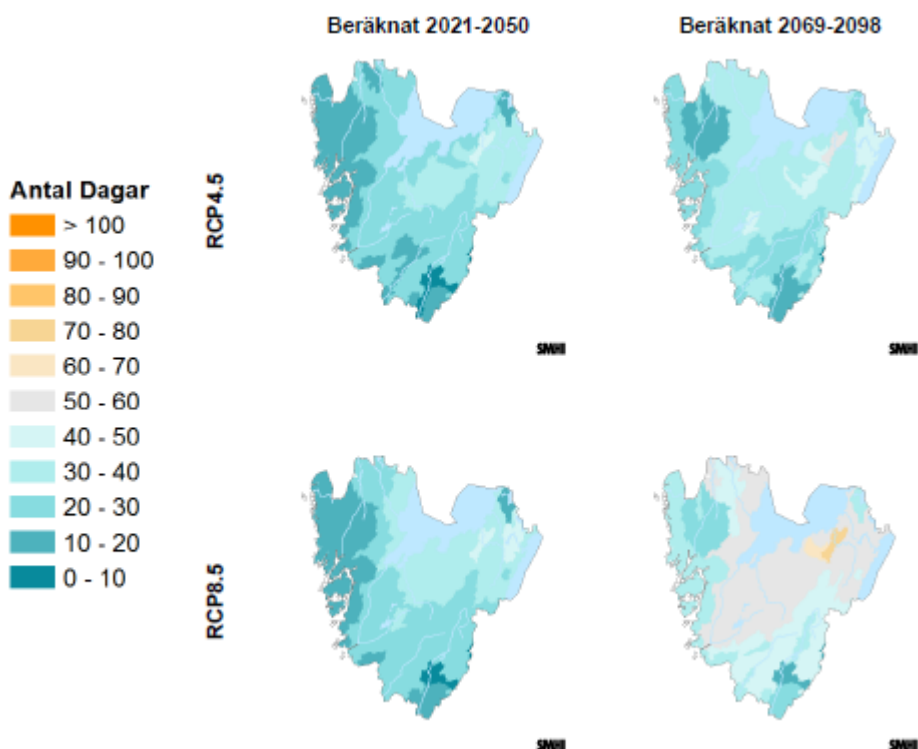 Beräknat 2021-2050
Beräknat 2069-2098
Antal Dagar
> 100
90 - 100
80 - 90
70 - 80
60 - 70
50 - 60
40 - 50
30 - 40
20 - 30
10 - 20
0 - 10
RCP4.5
SMHI
SMHI
RCP8.5
SMHI
SMHI